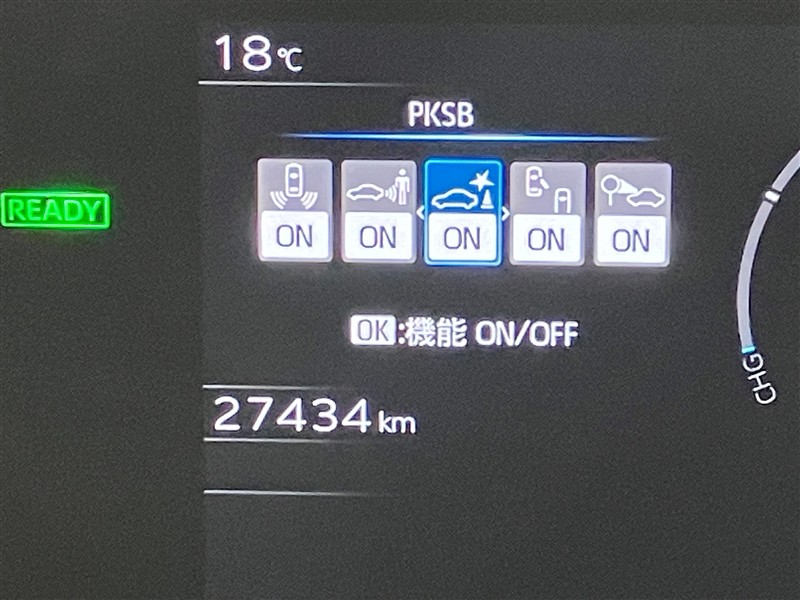 18℃
PKSB
READY
ON ON ON ON ON
OK:機能 ON/OFF
CHG
27434km